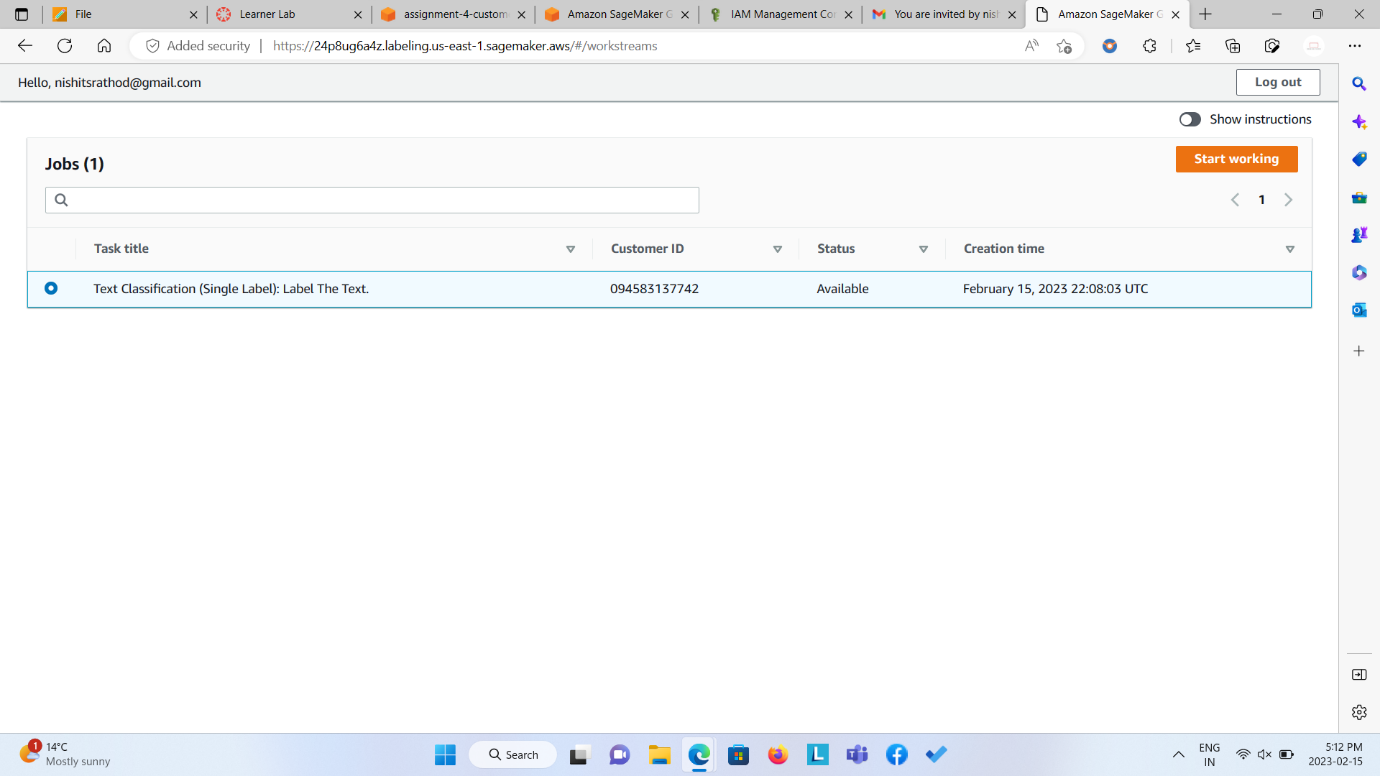 File
Learner Lab
assignment-4-custome
Amazon SageMaker G
IAM Management Cor
You are invited by nish
Amazon SageMaker G
Added security
https://24p8ug6a4z.labeling.us-east-1.sagemaker.aws/#/workstreams
Hello, nishitsrathod@gmail.com
Log out
Show instructions
Jobs (1)
Start working
1
Task title
Customer ID
Status
Creation time
Text Classification (Single Label): Label The Text.
094583137742
Available
February 15, 2023 22:08:03 UTC
1
14°C
Mostly sunny
Search
ENG
IN
5:12 PM
2023-02-15